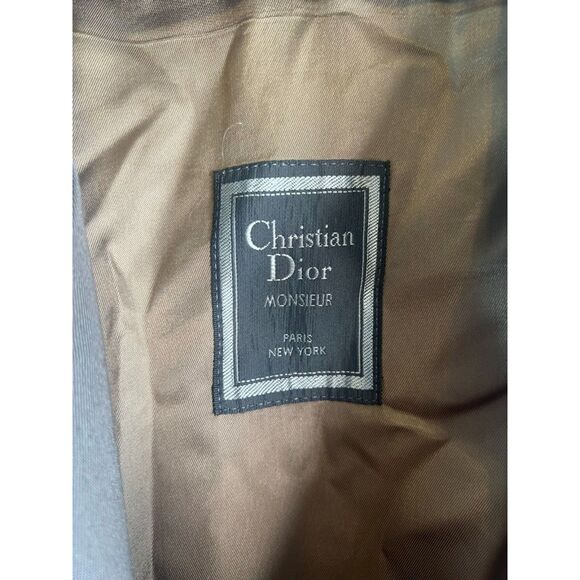 Christian
Dior
MONSIEUR
PARIS
NEW YORK